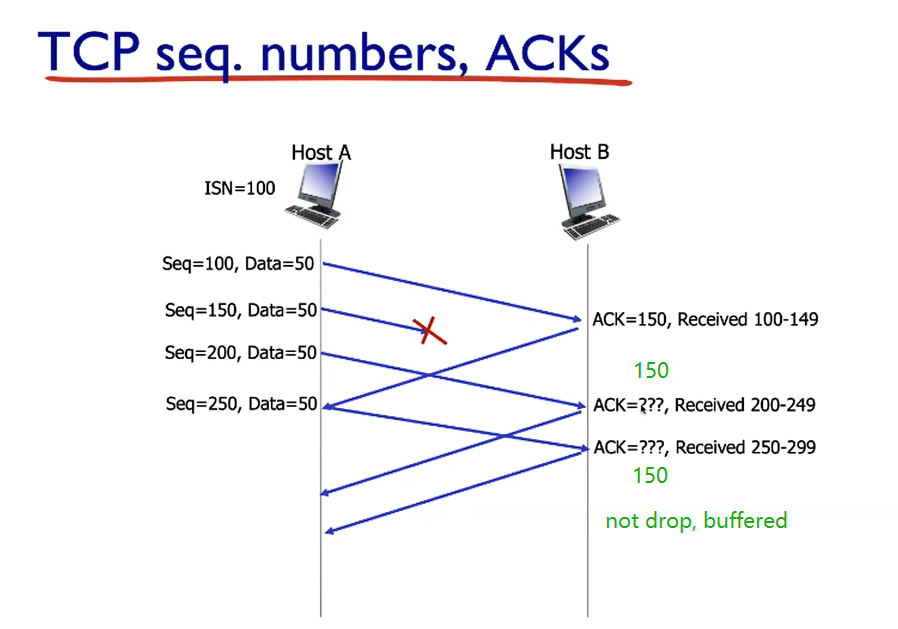 TCP seq. numbers, ACKs
Host A
Host B
ISN=100
Seq=100, Data=50
Seq=150, Data=50
ACK=150, Received 100-149
Seq=200, Data=50
150
Seq=250, Data=50
ACK=???, Received 200-249
ACK=???, Received 250-299
150
not drop, buffered